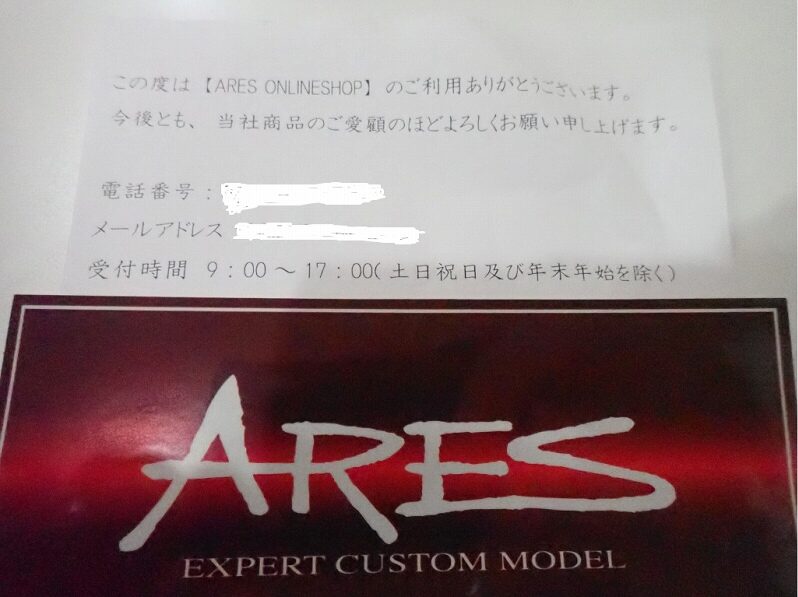 この度は【ARES ONLINESHOP】のご利用ありがとうございます。
今後とも、当社商品のご愛顧のほどよろしくお願い申し上げます。
電話番号：
メールアドレス
受付時間 9：00～17：00(土日祝日及び年末年始を除く)
ARES
EXPERT CUSTOM MODEL